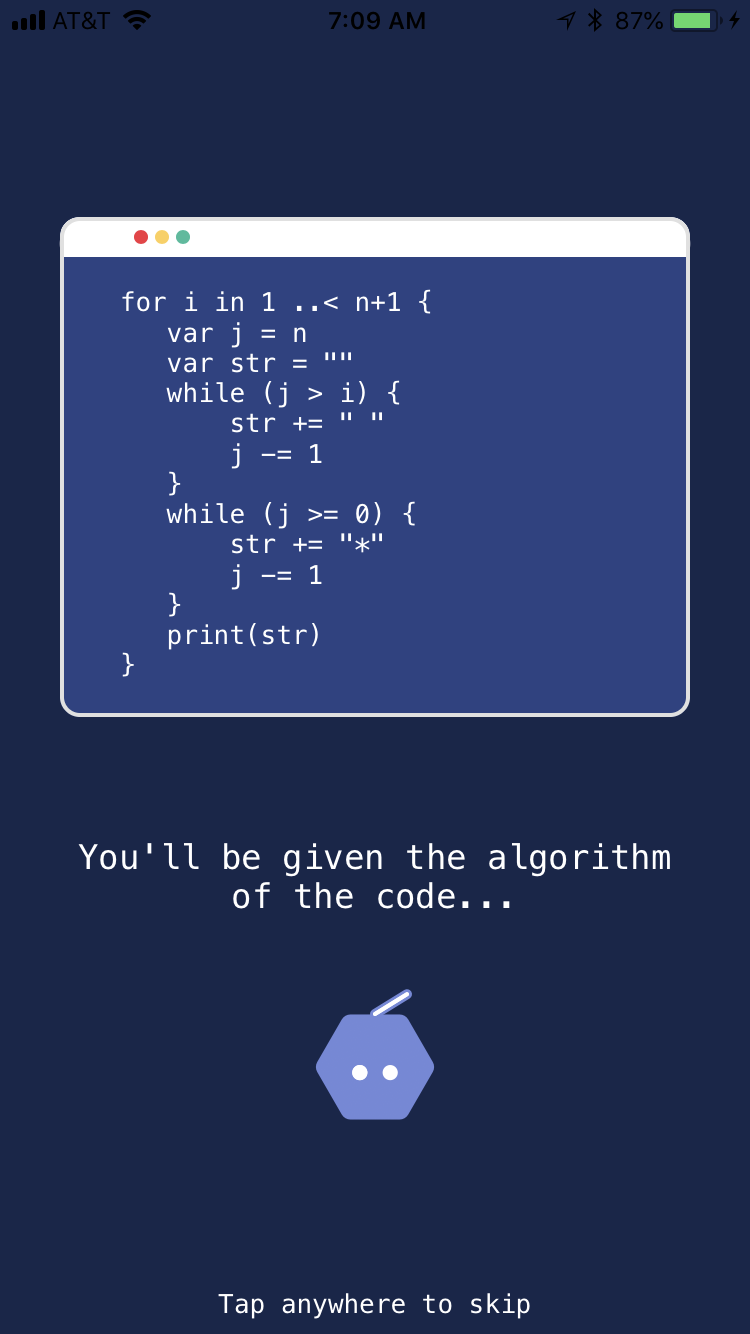 AT&T 7:09 AM 87%
for i in 1 ..< n+1 {
   var j = n
   var str = ""
   while (j > i) {
       str += " "
       j -= 1
   }
   while (j >= 0) {
       str += "*"
       j -= 1
   }
   print(str)
}
You'll be given the algorithm
of the code...
Tap anywhere to skip